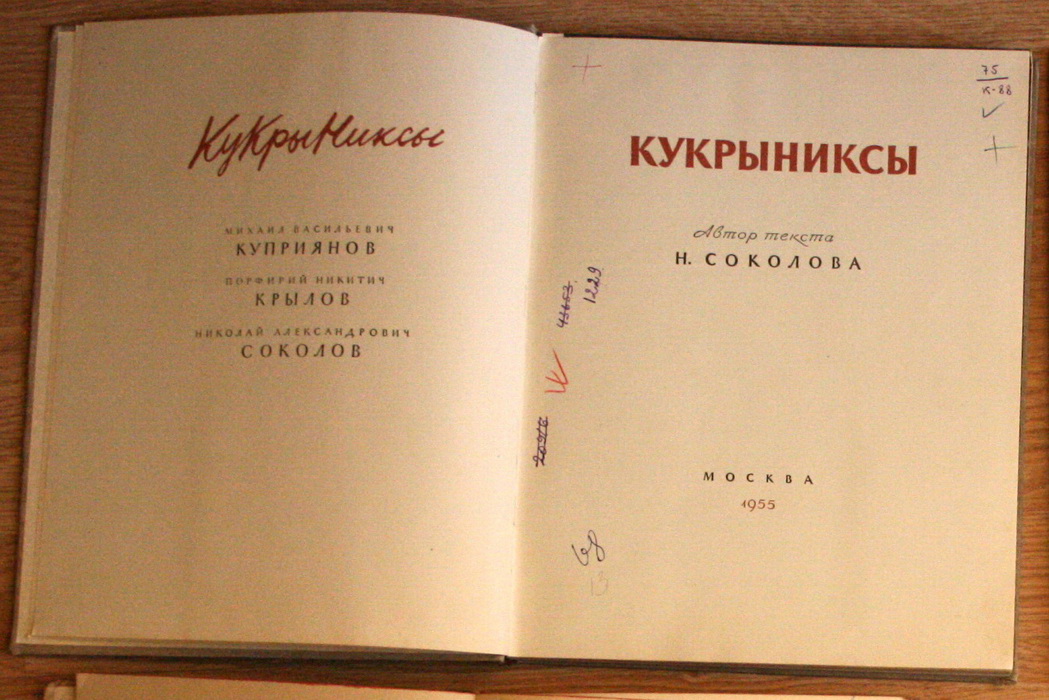 КуКрыНиксы
МИХАИЛ ВАСИЛЬЕВИЧ
КУПРИЯНОВ
ПОРФИРИЙ НИКИТИЧ
КРЫЛОВ
НИКОЛАЙ АЛЕКСАНДРОВИЧ
СОКОЛОВ
75
К-88
КУКРЫНИКСЫ
Автор текста
Н. СОКОЛОВА
1229
МОСКВА
1955